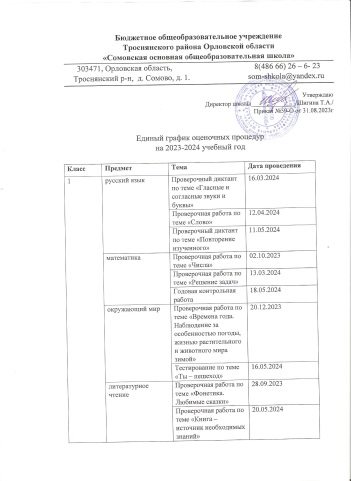 Бюджетное общеобразовательное учреждение
Троснянского района Орловской области
«Сомовская основная общеобразовательная школа»
303471, Орловская область, 8(486 66) 26 – 6- 23
Троснянский р-н, д. Сомово, д. 1. som-shkola@yandex.ru
Утверждаю
Директор школы /Шигина Т.А./
Приказ №59-О от 31.08.2023г
Единый график оценочных процедур
на 2023-2024 учебный год
Класс Предмет Тема Дата проведения
1 русский язык Проверочный диктант 16.03.2024
по теме «Гласные и
согласные звуки и
буквы»
Проверочная работа по 12.04.2024
теме «Слово»
Проверочный диктант 11.05.2024
по теме «Повторение
изученного»
математика Проверочная работа по 02.10.2023
теме «Числа»
Проверочная работа по 13.03.2024
теме «Решение задач»
Годовая контрольная 18.05.2024
работа
окружающий мир Проверочная работа по 20.12.2023
теме «Времена года.
Наблюдение за
особенностью погоды,
жизнью растительного
и животного мира
зимой»
Тестирование по теме 16.05.2024
«Ты – пешеход»
литературное Проверочная работа по 28.09.2023
чтение теме «Фонетика.
Любимые сказки»
Проверочная работа по 20.05.2024
теме «Книга –
источник необходимых
знаний»